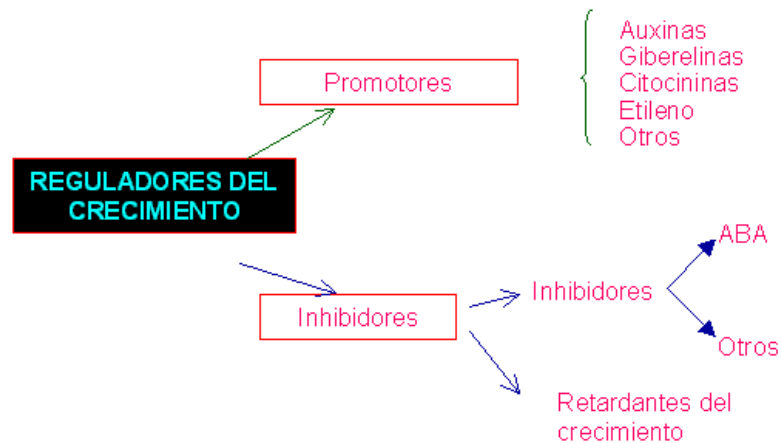 Auxinas
Giberelinas
Citocininas
Etileno
Otros
Promotores
REGULADORES DEL
CRECIMIENTO
Inhibidores
Inhibidores
ABA
Otros
Retardantes del
crecimiento